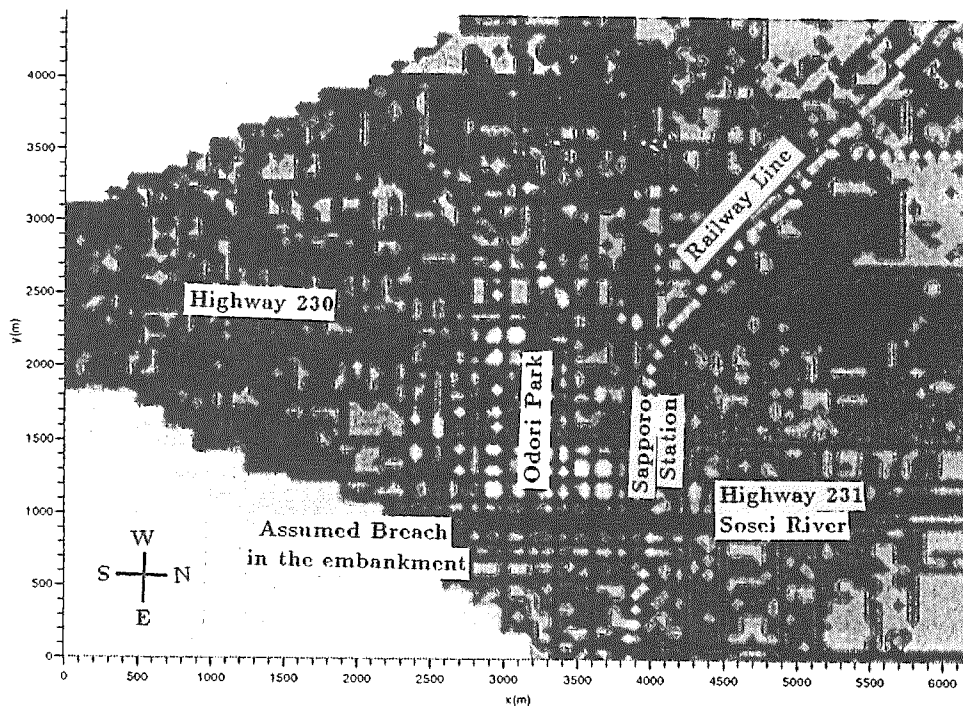 4000
3500
3000
2500
2000
1500
1000
500
0
y(m)
Railway Line
Highway 230
Odori Park
Sapporo
Station
Highway 231
Sosei River
Assumed Breach
in the embankment
W
S
N
E
0
500
1000
1500
2000
2500
3000
3500
4000
4500
5000
5500
6000
x(m)